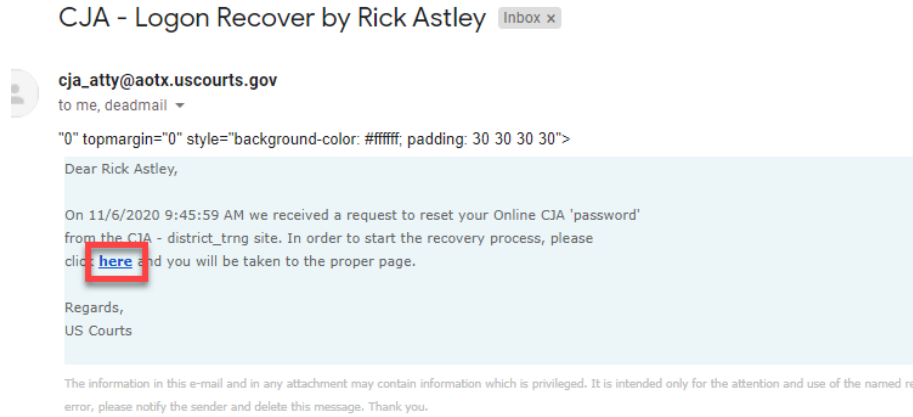 CJA - Logon Recover by Rick Astley Inbox x
cja_atty@aotx.uscourts.gov
to me, deadmail
"0" topmargin="0" style="background-color: #ffffff; padding: 30 30 30 30">
Dear Rick Astley,
On 11/6/2020 9:45:59 AM we received a request to reset your Online CJA 'password'
from the CJA - district_trng site. In order to start the recovery process, please
click here and you will be taken to the proper page.
Regards,
US Courts
The information in this e-mail and in any attachment may contain information which is privileged. It is intended only for the attention and use of the named
error, please notify the sender and delete this message. Thank you.